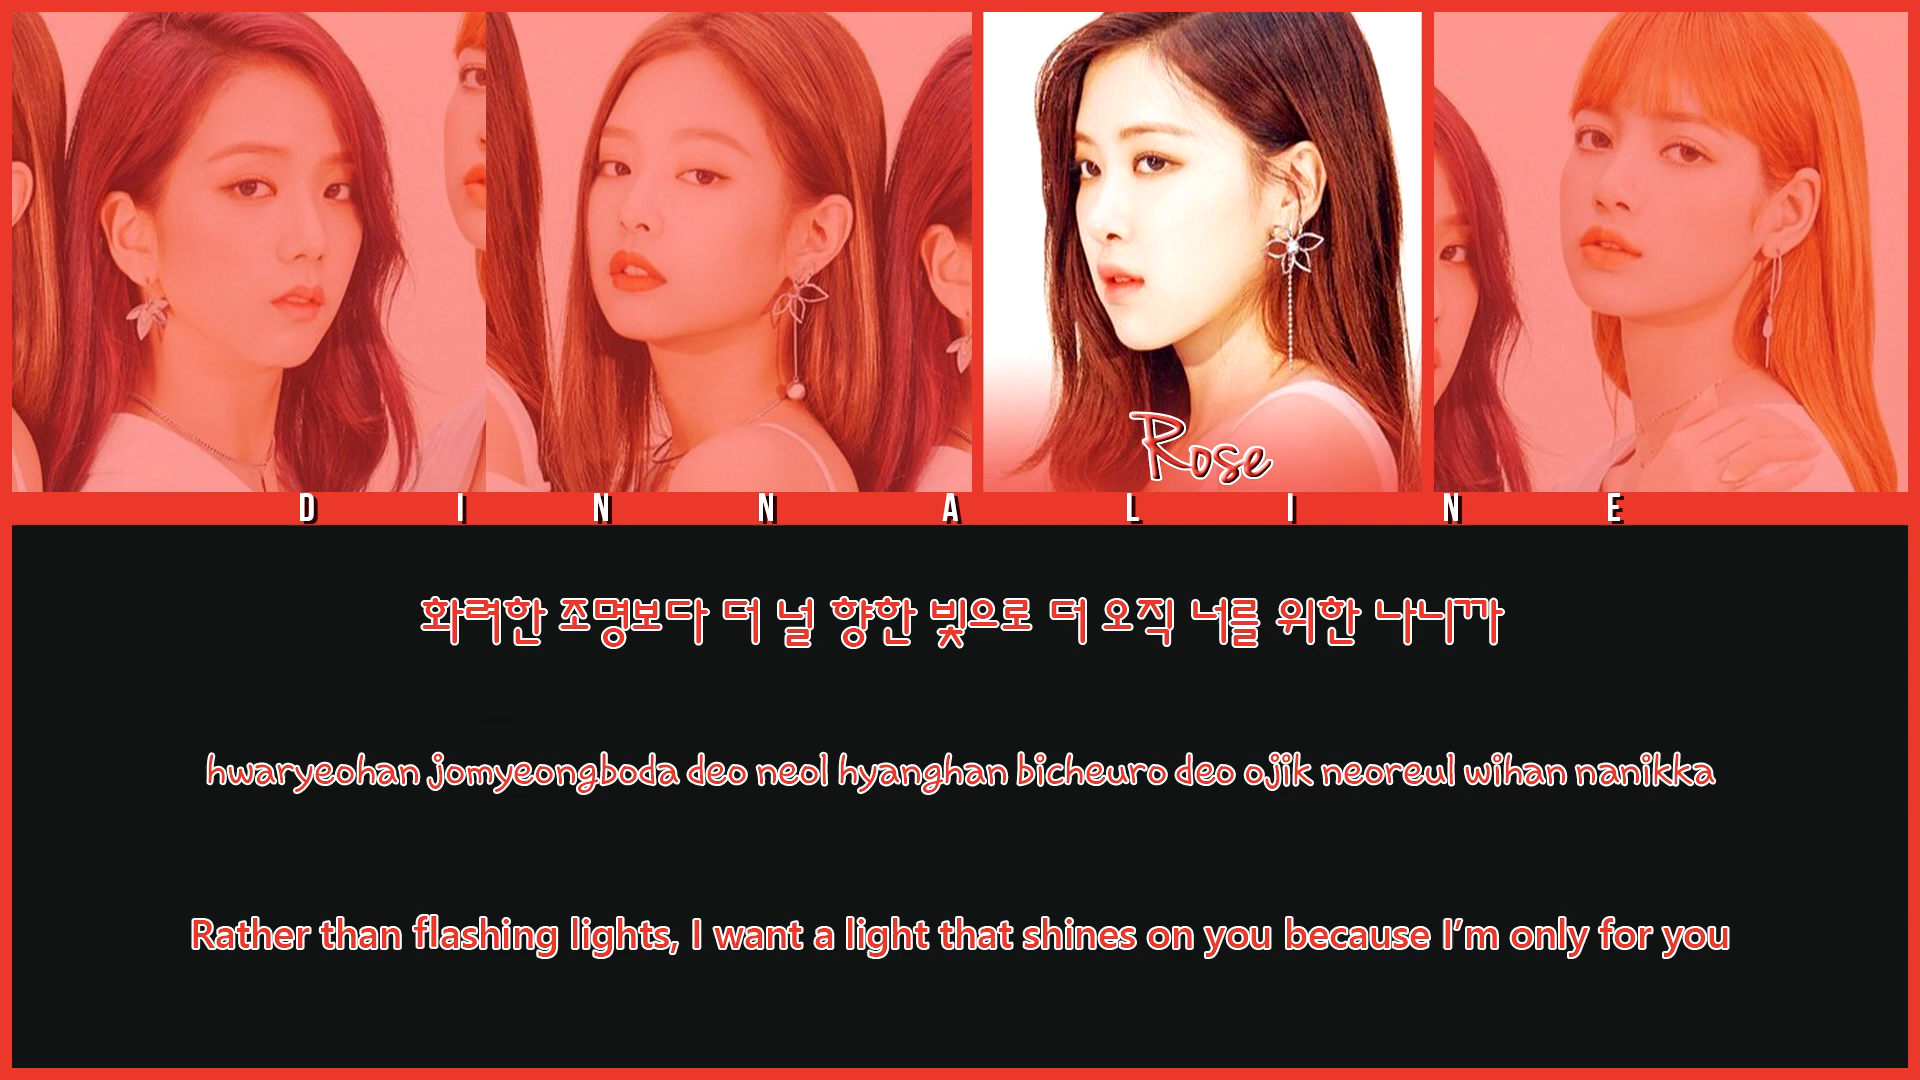 Rose
D I N N A L I N E
화려한 조명보다 더 널 향한 빛으로 더 오직 너를 위한 나니까
hwaryeohan jomyeongboda deo neol hyanghan bicheuro deo ojik neoreul wihan nanikka
Rather than flashing lights, I want a light that shines on you because I'm only for you